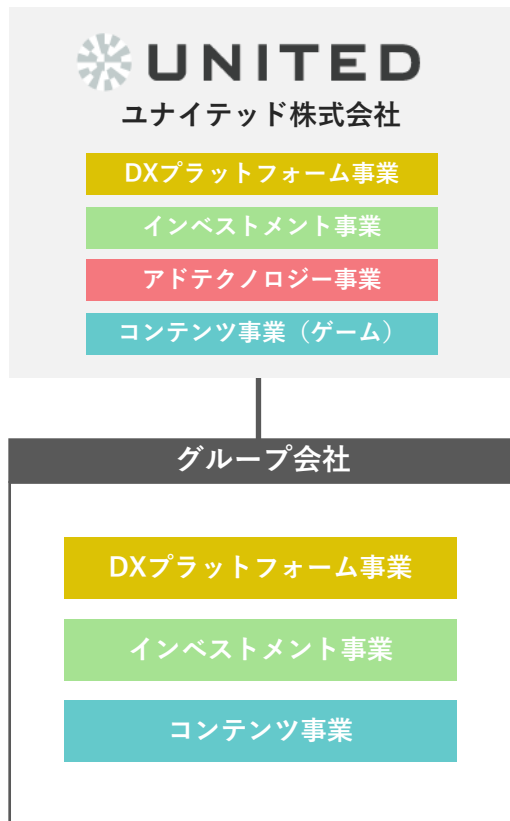 UNITED
ユナイテッド株式会社
DXプラットフォーム事業
インベストメント事業
アドテクノロジー事業
コンテンツ事業（ゲーム）
グループ会社
DXプラットフォーム事業
インベストメント事業
コンテンツ事業